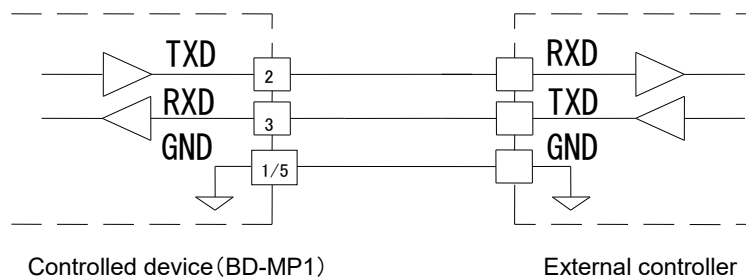 TXD 2 RXD
RXD 3 TXD
GND 1/5 GND
Controlled device（BD-MP1） External controller